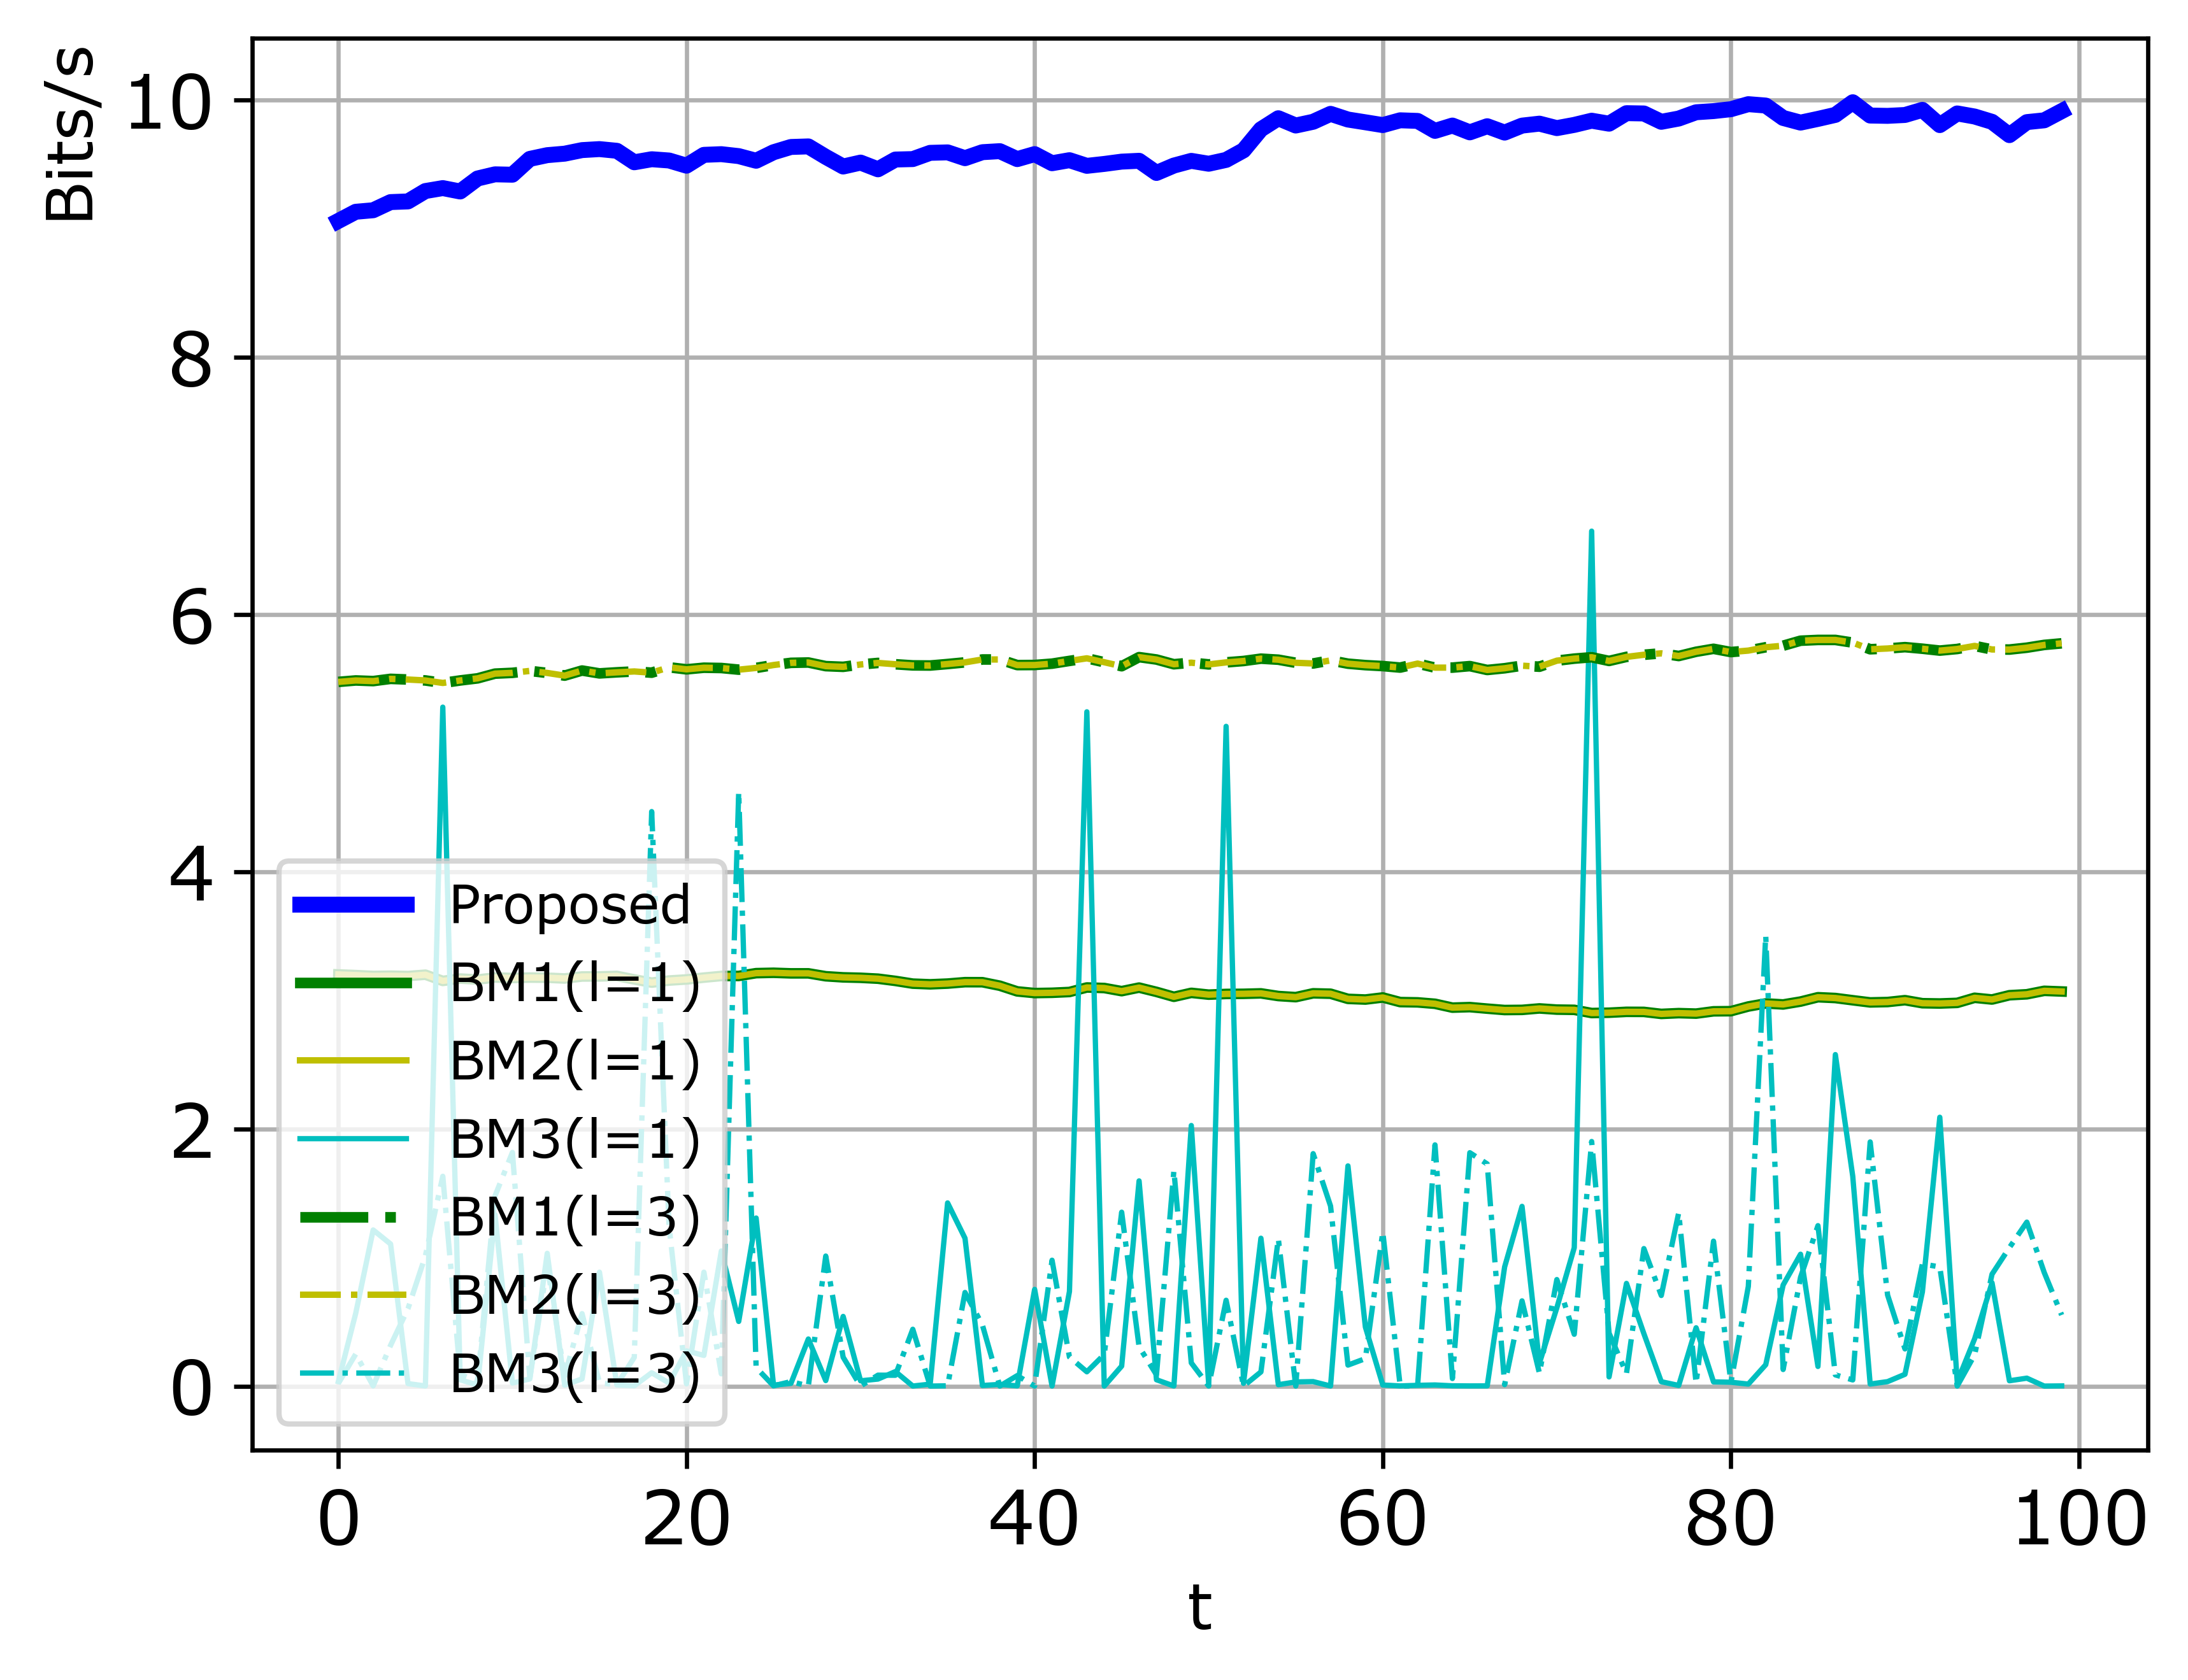 Bits/s
10
8
6
4
2
0
Proposed
BM1(l=1)
BM2(l=1)
BM3(l=1)
BM1(l=3)
BM2(l=3)
BM3(l=3)
0 20 40 60 80 100
t